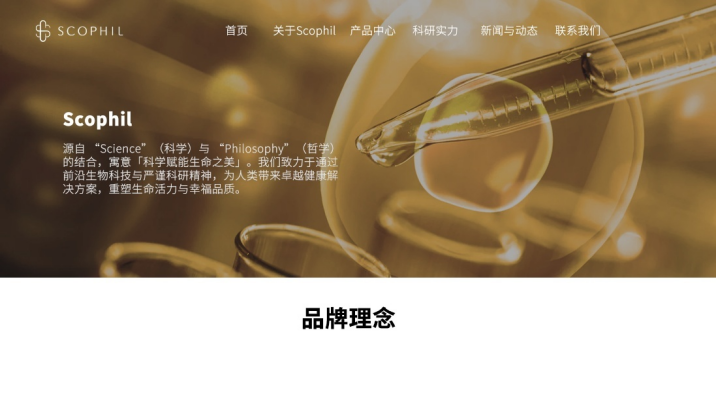 SCOPHIL
首页 关于Scophil 产品中心 科研实力 新闻与动态 联系我们
Scophil
源自 “Science”（科学）与 “Philosophy”（哲学）
的结合，寓意「科学赋能生命之美」。我们致力于通过
前沿生物科技与严谨科研精神，为人类带来卓越健康解
决方案，重塑生命活力与幸福品质。
品牌理念